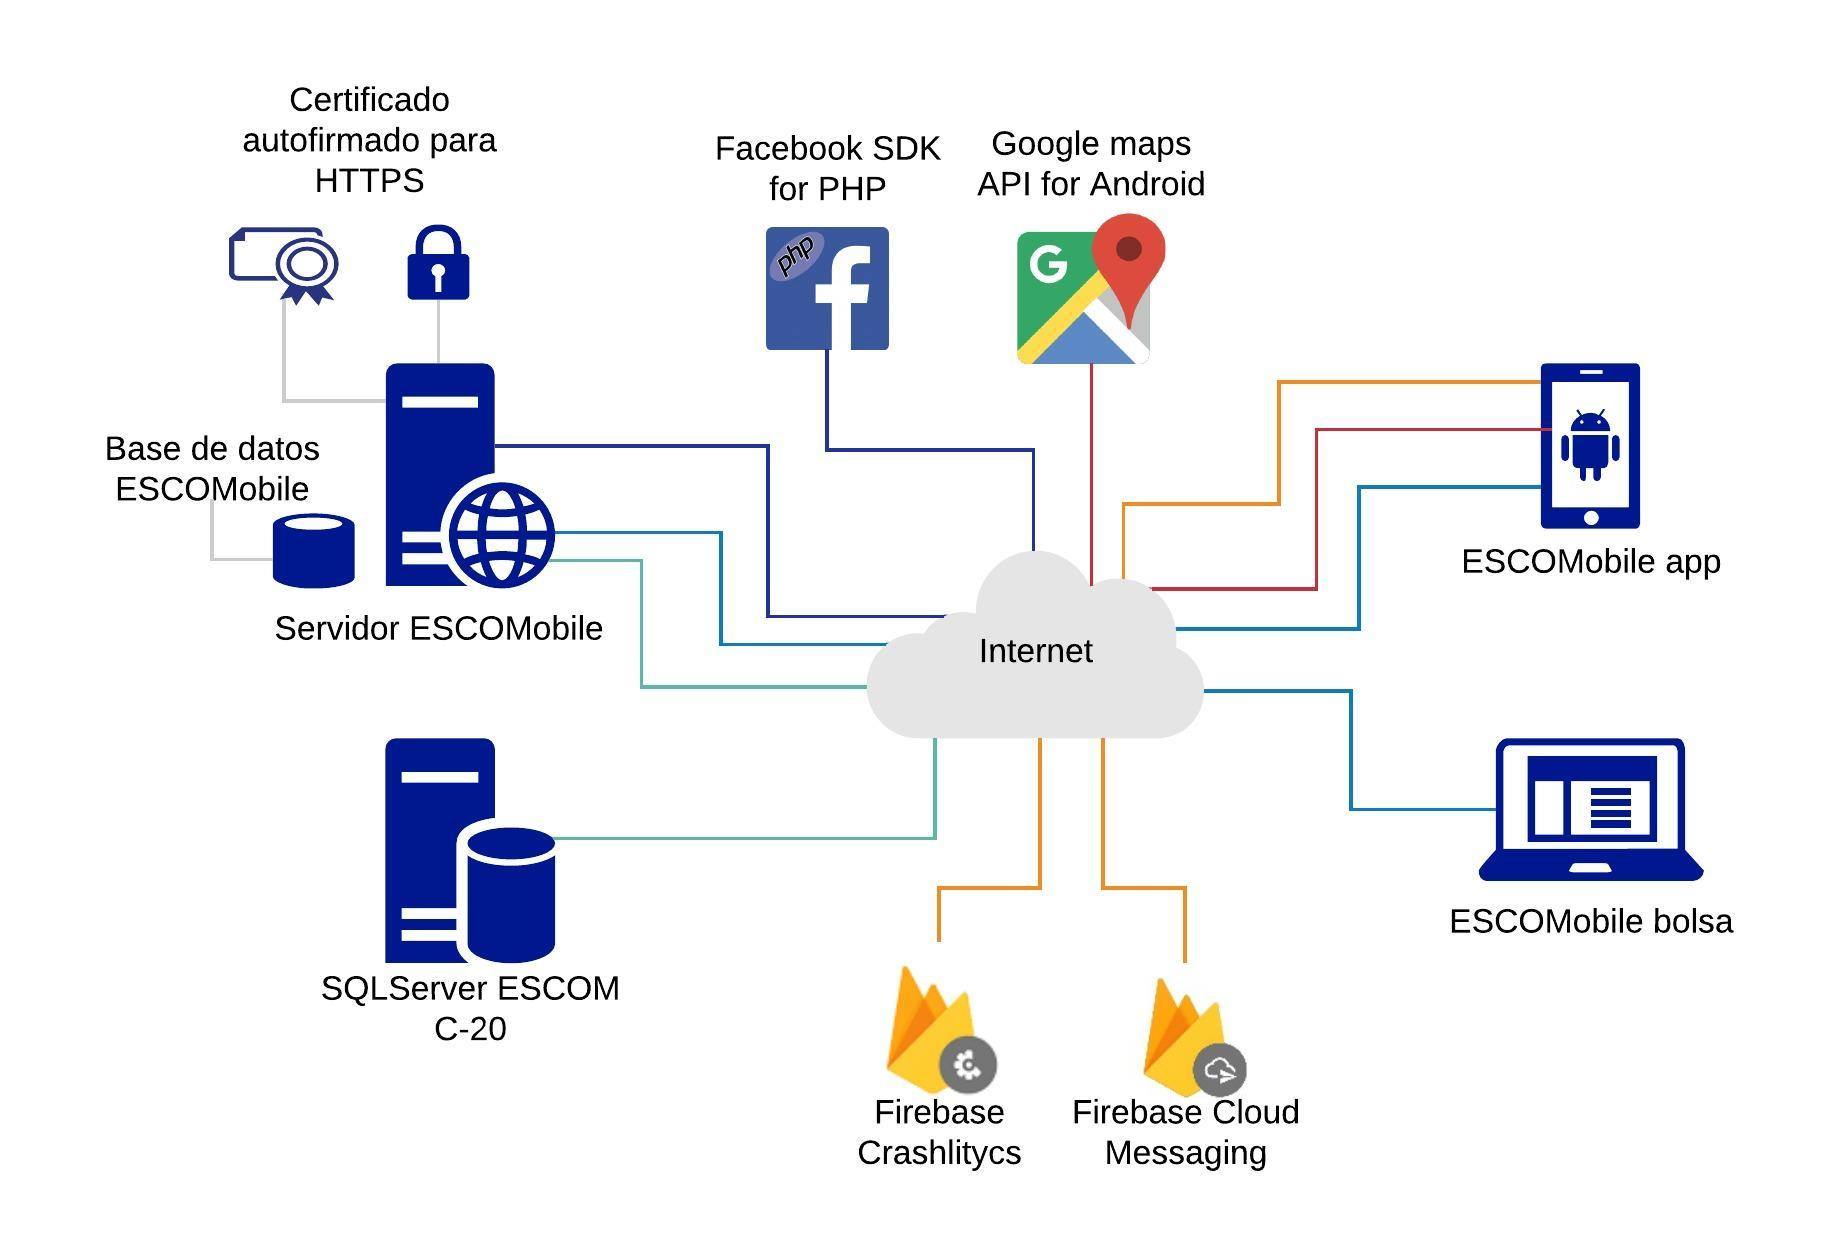 Certificado
autofirmado para
HTTPS
Facebook SDK
for PHP
Google maps
API for Android
php
G
Base de datos
ESCOMobile
Servidor ESCOMobile
Internet
ESCOMobile app
ESCOMobile bolsa
SQLServer ESCOM
C-20
Firebase
Crashlitycs
Firebase Cloud
Messaging